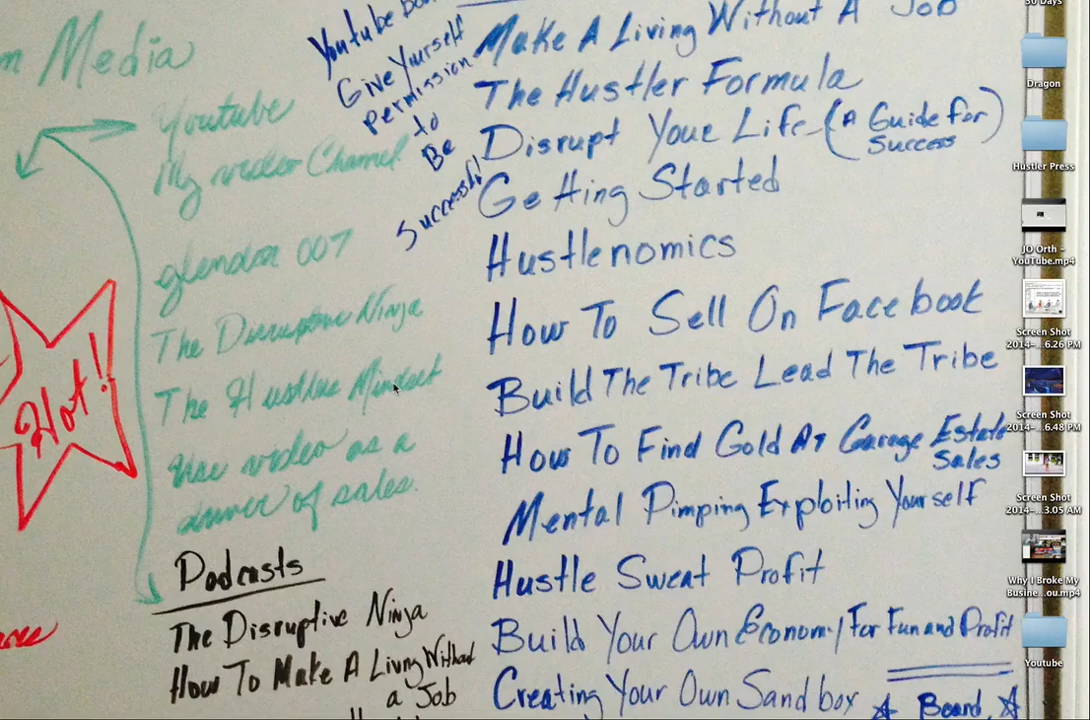 Media
Youtube
My video Channel
glendon 007
The Disruptive Ninja
The Hustler Mindset
Use video as a
driver of sales.
Hot!
Podcasts
The Disruptive Ninja
How To Make A Living Without
a Job
Youtube
Give Yourself
Permission
to
Be
Successful
Make A Living Without A Job
The Hustler Formula
Disrupt Your Life (A Guide For
Success)
Getting Started
Hustlenomics
How To Sell On Facebook
Build The Tribe Lead The Tribe
How To Find Gold At Garage Estate
Sales
Mental Pimping Exploiting Yourself
Hustle Sweat Profit
Build Your Own Economy For Fun and Profit
Creating Your Own Sandbox
Board
30 Days
Dragon
Hustler Press
JO Orth -
YouTube.mp4
Screen Shot
2014-...6.26 PM
Screen Shot
2014-...6.48 PM
Screen Shot
2014-...3.05 AM
Why I Broke My
Busine...ou.mp4
Youtube